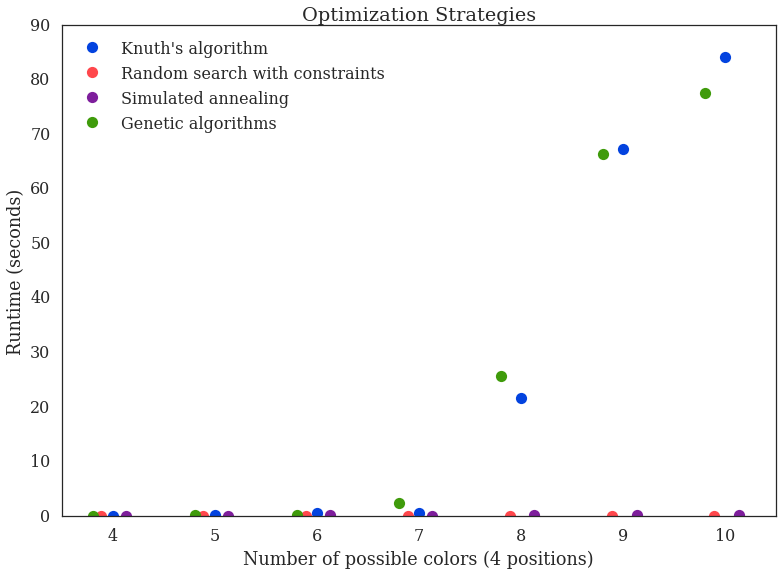 Optimization Strategies
90
80
70
60
50
40
30
20
10
0
Runtime (seconds)
Knuth's algorithm
Random search with constraints
Simulated annealing
Genetic algorithms
4 5 6 7 8 9 10
Number of possible colors (4 positions)